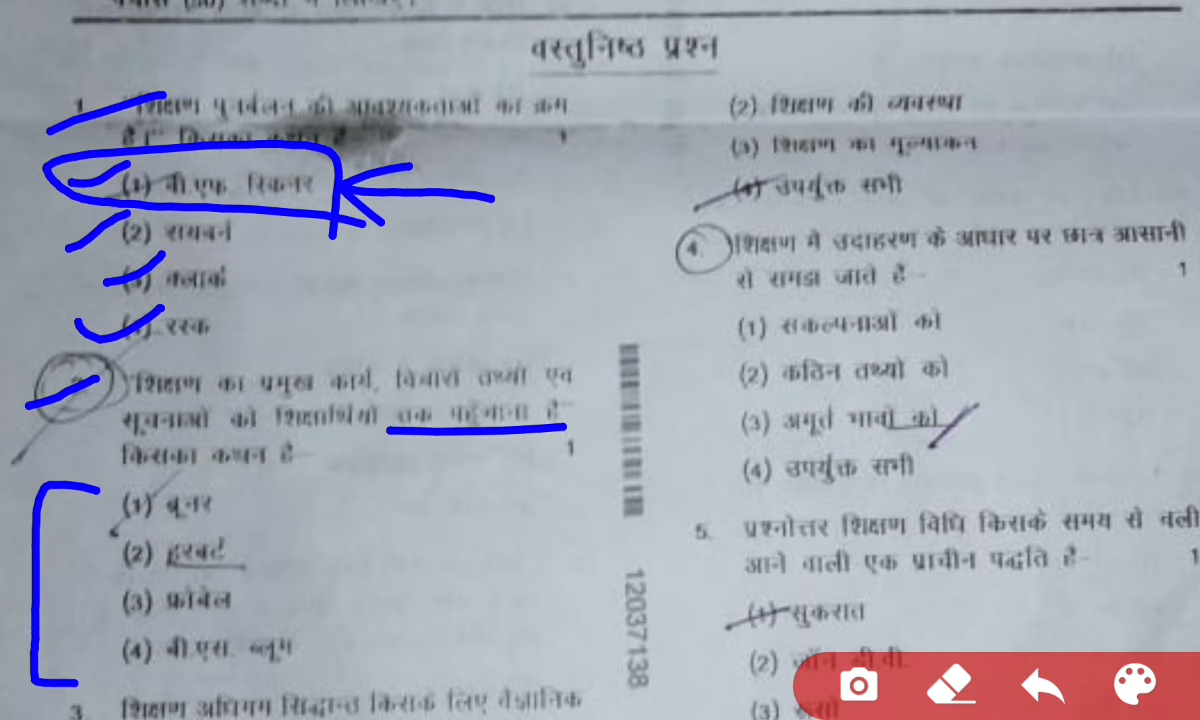 वस्तुनिष्ठ प्रश्न
1. "शिक्षण पुनर्बलन की आवश्यकताओं का क्रम
है।" किसका कथन है 1
(1) बी.एफ. स्किनर
(2) रायबर्न
(3) क्लार्क
(4) रस्क
2. "शिक्षण का प्रमुख कार्य, विचारों तथ्यों एवं
सूचनाओं को शिक्षार्थियों तक पहुँचाना है"
किसका कथन है– 1
(1) ब्रूनर
(2) हरबर्ट
(3) फ्रोबेल
(4) बी.एस. ब्लूम
3. शिक्षण अधिगम सिद्धान्त किसके लिए वैज्ञानिक
12037138
(2) शिक्षण की व्यवस्था
(3) शिक्षण का मूल्यांकन
(4) उपर्युक्त सभी
4. शिक्षण में उदाहरण के आधार पर छात्र आसानी
से समझ जाते हैं– 1
(1) संकल्पनाओं को
(2) कठिन तथ्यों को
(3) अमूर्त भावों को
(4) उपर्युक्त सभी
5. प्रश्नोत्तर शिक्षण विधि किसके समय से चली
आने वाली एक प्राचीन पद्धति है– 1
(1) सुकरात
(2) जॉन डी.वी.
(3) रूसो